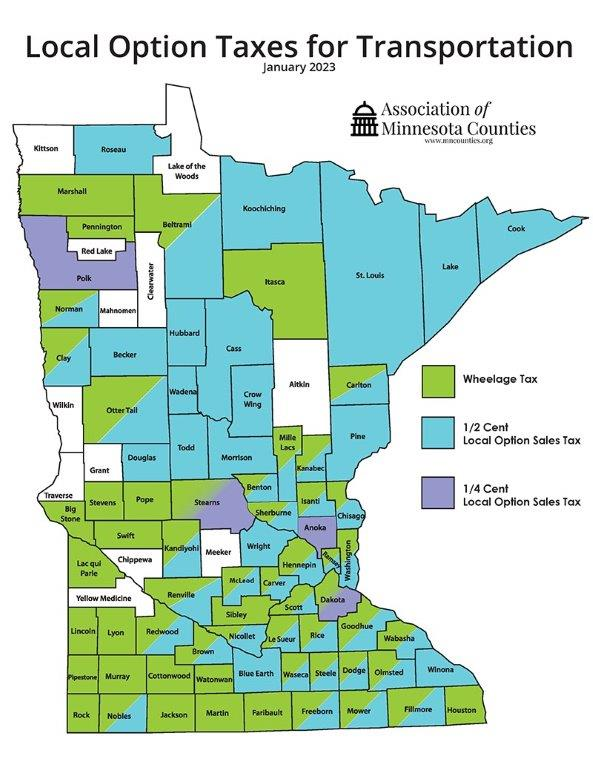 Local Option Taxes for Transportation
January 2023
Association of
Minnesota Counties
www.mncounties.org
Kittson
Roseau
Lake of the
Woods
Marshall
Koochiching
Cook
Pennington
Beltrami
Red Lake
Polk
Clearwater
Itasca
St. Louis
Lake
Norman
Mahnomen
Hubbard
Cass
Clay
Becker
Aitkin
Carlton
Wheelage Tax
Wilkin
Otter Tail
Wadena
Crow
Wing
1/2 Cent
Local Option Sales Tax
Mille
Lacs
Pine
Kanabec
Grant
Douglas
Todd
Morrison
1/4 Cent
Local Option Sales Tax
Traverse
Big
Stone
Stevens
Pope
Stearns
Benton
Isanti
Sherburne
Chisago
Anoka
Swift
Kandiyohi
Meeker
Wright
Washington
Ramsey
Chippewa
Lac qui
Parle
Hennepin
McLeod
Carver
Yellow Medicine
Renville
Dakota
Scott
Sibley
Lincoln
Lyon
Redwood
Nicollet
Le Sueur
Rice
Goodhue
Wabasha
Brown
Pipestone
Murray
Cottonwood
Watonwan
Blue Earth
Waseca
Steele
Dodge
Olmsted
Winona
Rock
Nobles
Jackson
Martin
Faribault
Freeborn
Mower
Fillmore
Houston